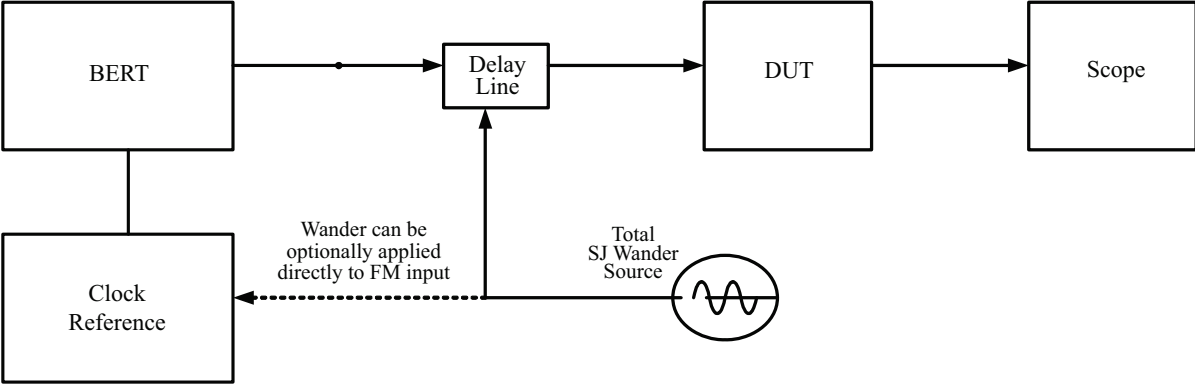 BERT
Delay
Line
DUT
Scope
Wander can be
optionally applied
directly to FM input
Total
SJ Wander
Source
Clock
Reference